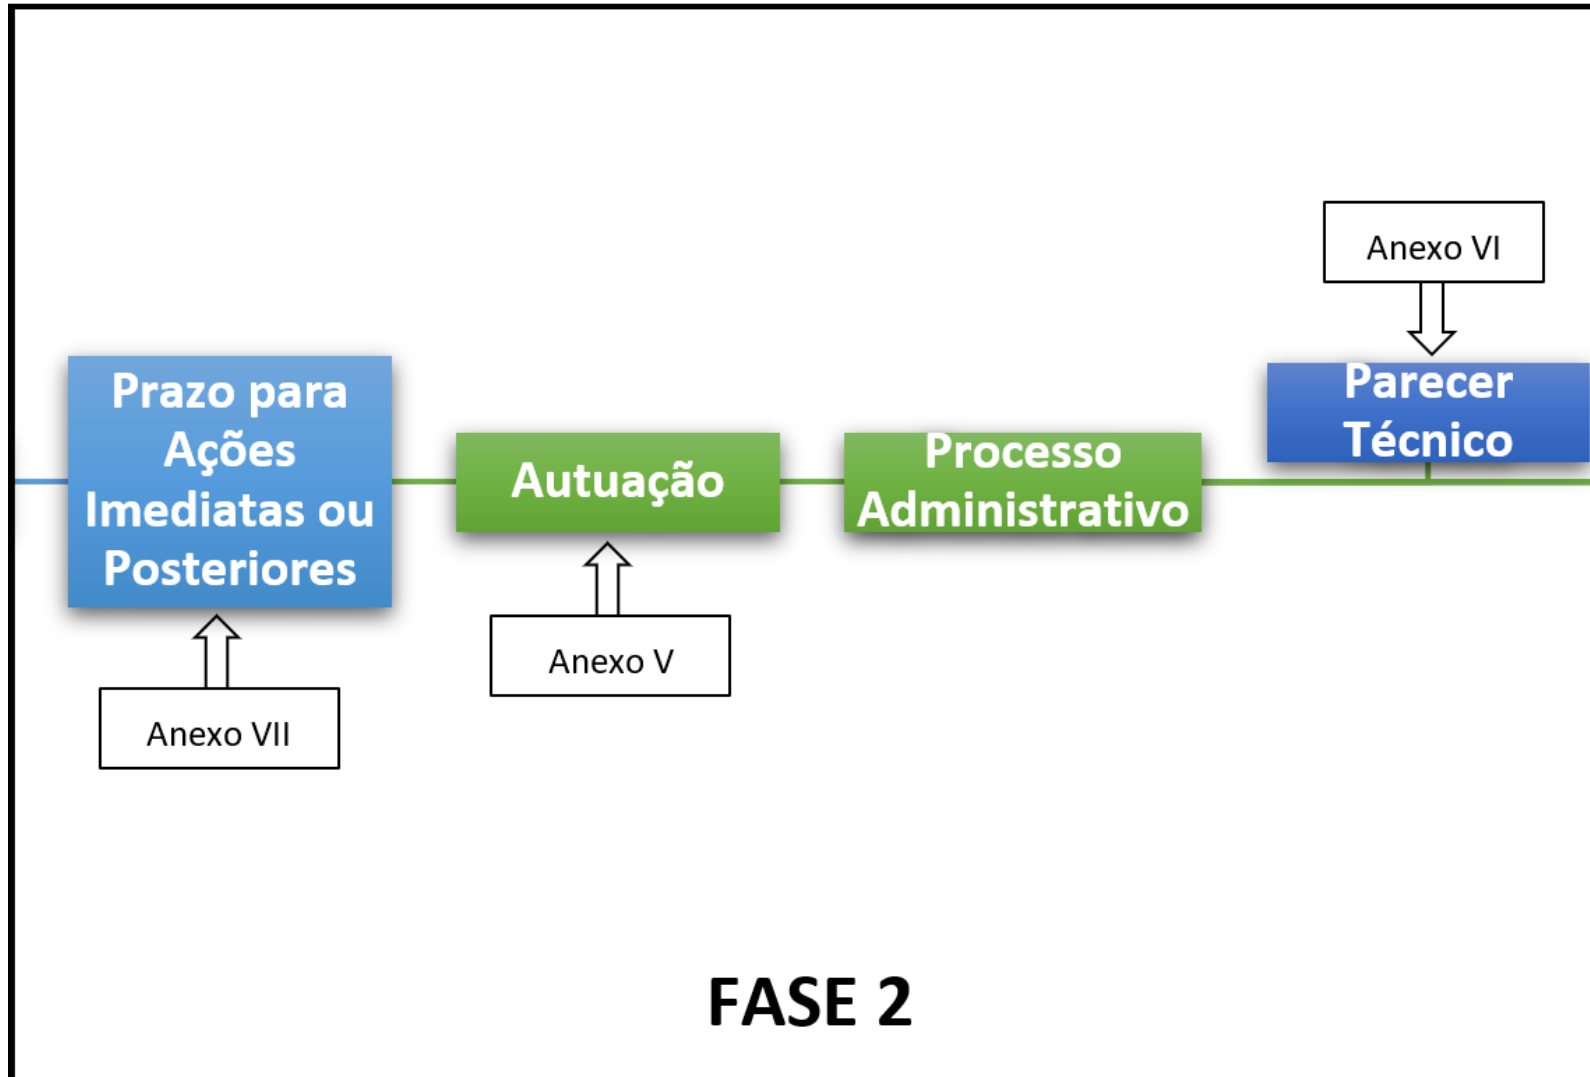 Anexo VI
Prazo para
Ações
Imediatas ou
Posteriores
Autuação
Processo
Administrativo
Parecer
Técnico
Anexo VII
Anexo V
FASE 2